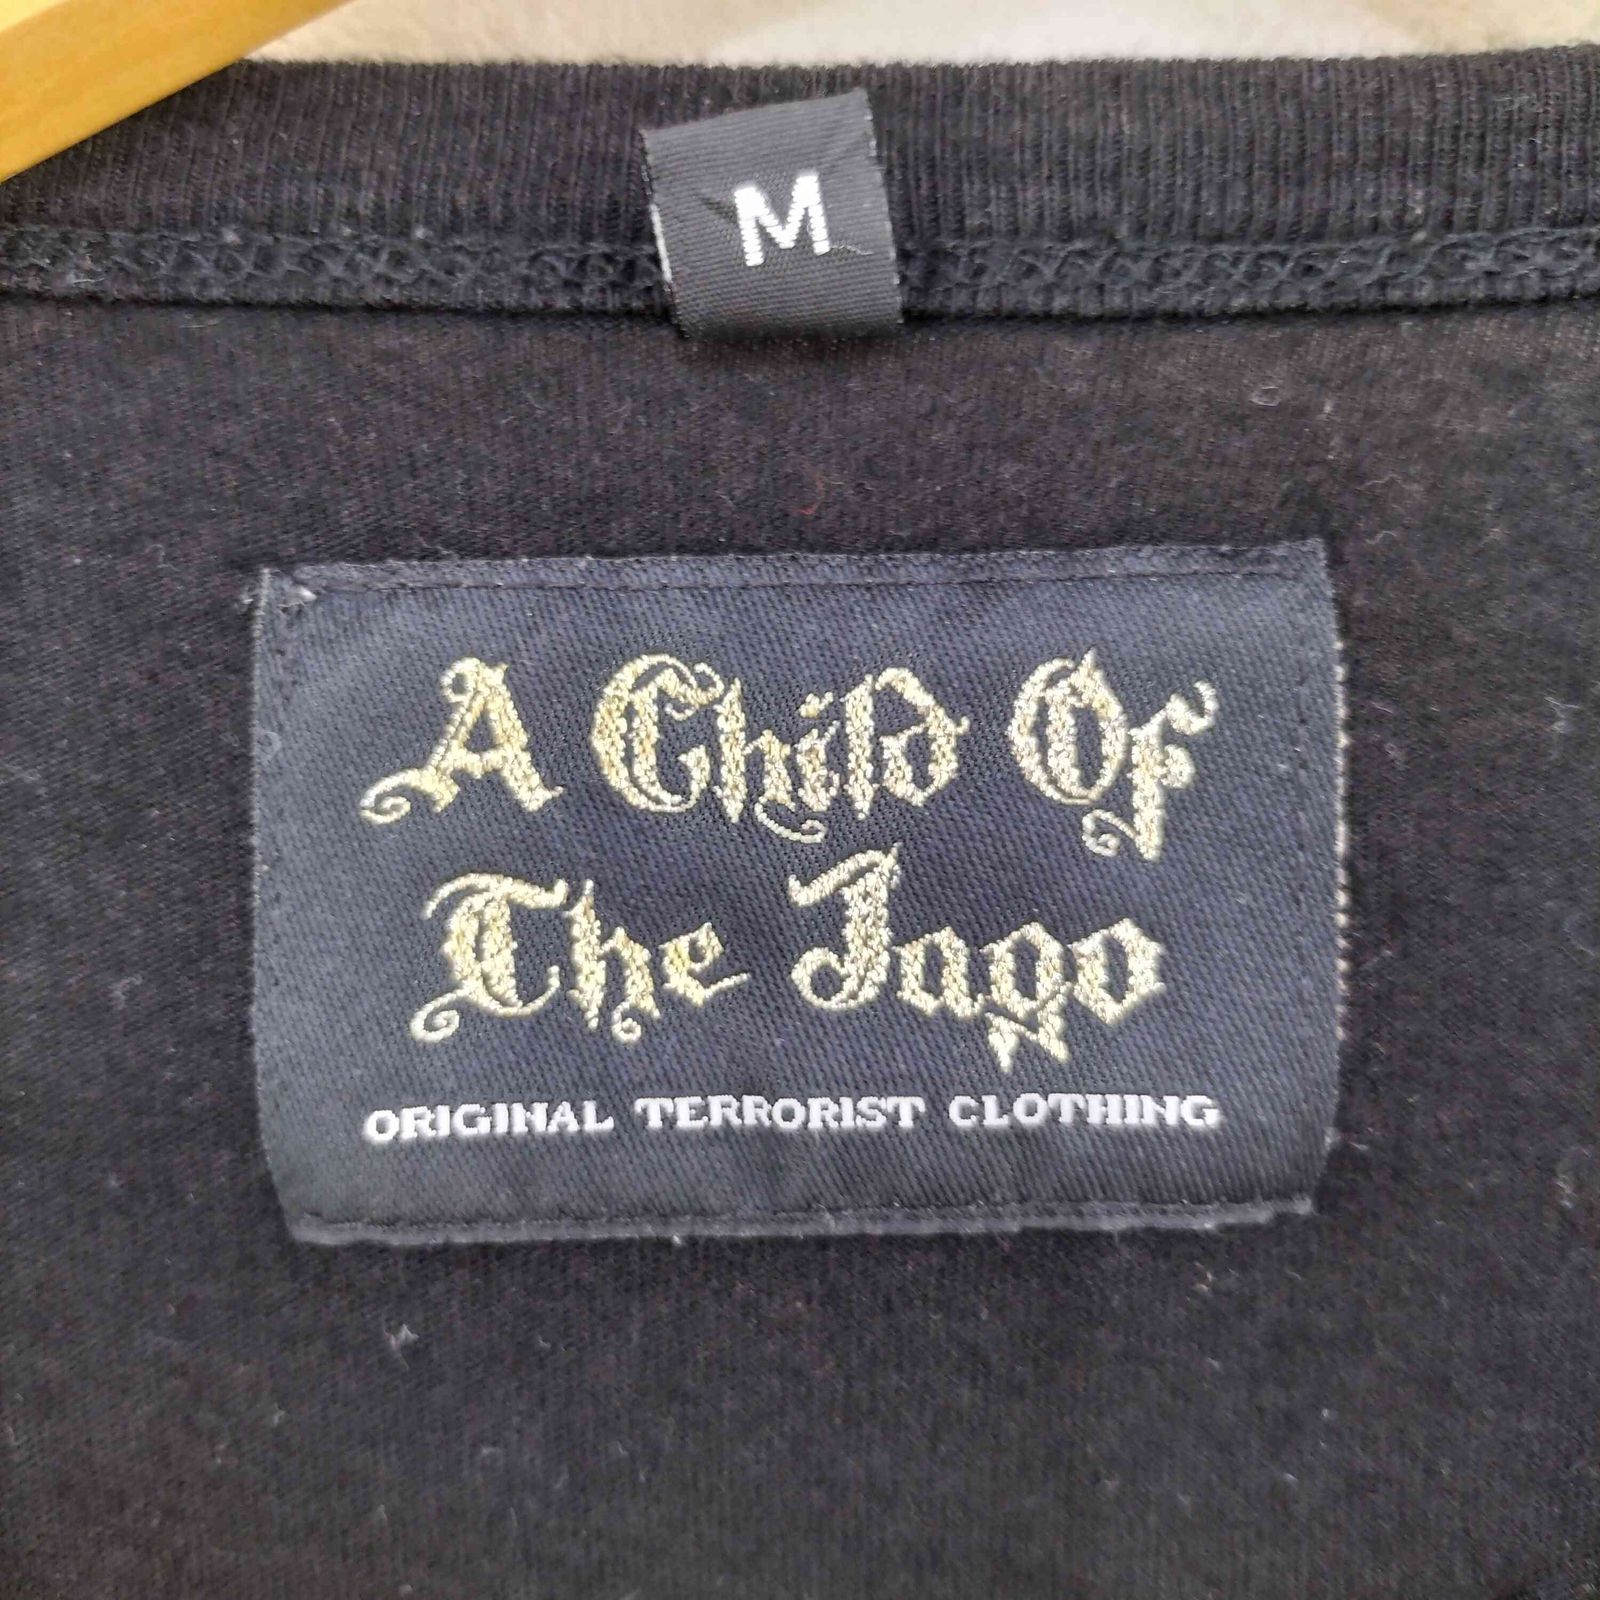 M
A Child Of
The Jago
ORIGINAL TERRORIST CLOTHING